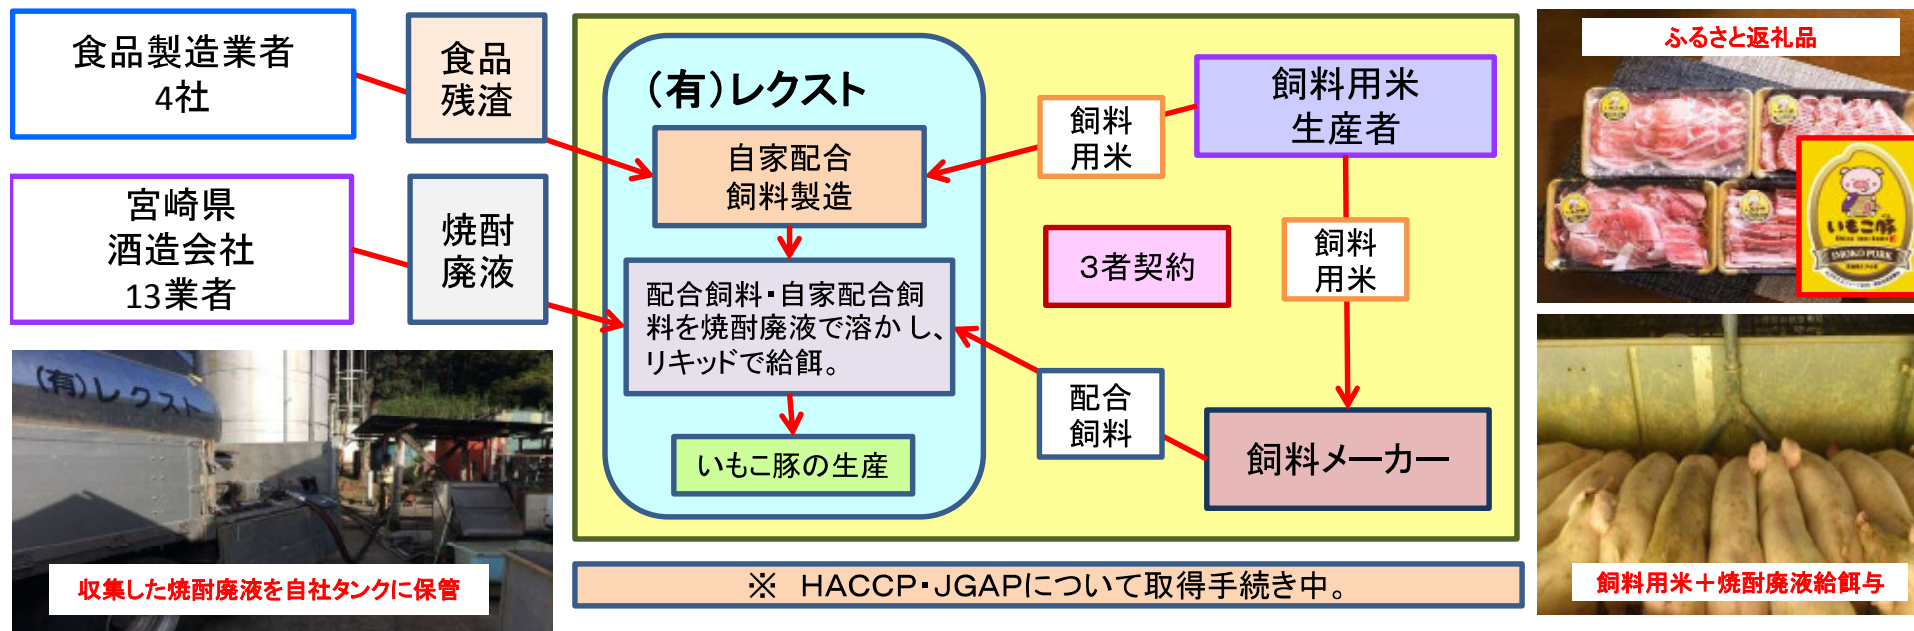 食品製造業者
4社
食品
残渣
宮崎県
酒造会社
13業者
焼酎
廃液
(有)レクスト
収集した焼酎廃液を自社タンクに保管
（有）レクスト
自家配合
飼料製造
配合飼料・自家配合飼
料を焼酎廃液で溶かし、
リキッドで給餌。
いもこ豚の生産
飼料
用米
飼料用米
生産者
３者契約
飼料
用米
配合
飼料
飼料メーカー
※　HACCP・JGAPについて取得手続き中。
ふるさと返礼品
いもこ豚
IMOKO PORK
飼料用米＋焼酎廃液給餌与